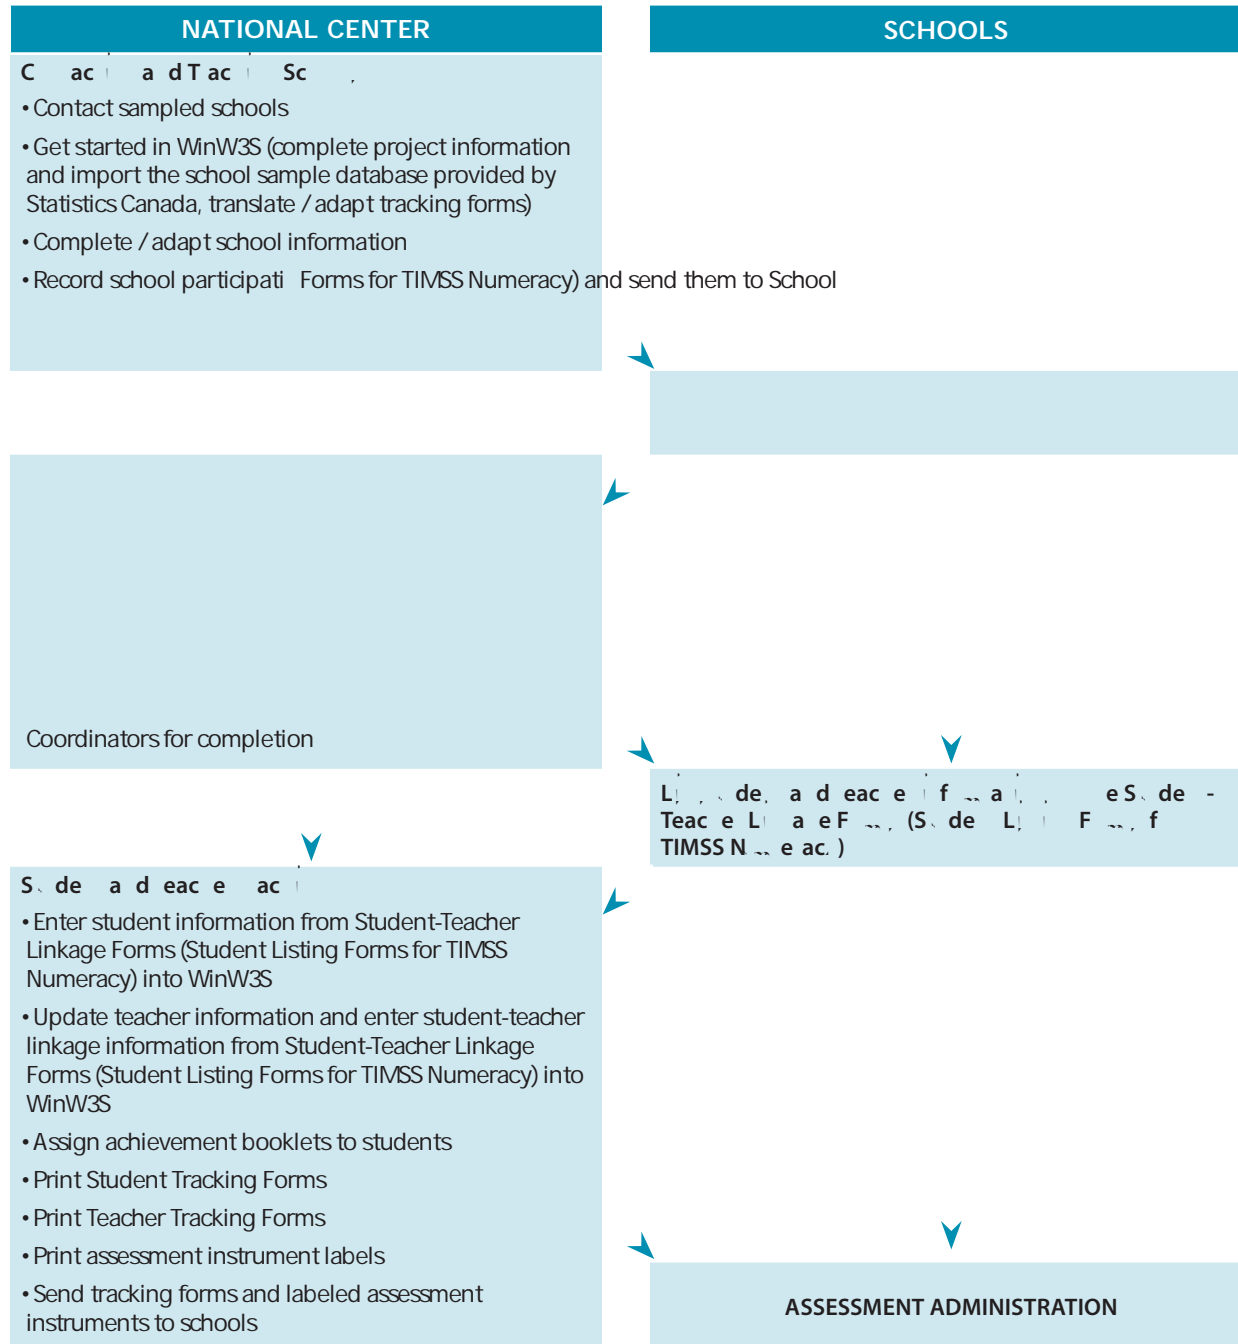 NATIONAL CENTER
SCHOOLS
• Contact sampled schools
• Get started in WinW3S (complete project information
and import the school sample database provided by
Statistics Canada, translate / adapt tracking forms)
• Complete / adapt school information
• Record school participati Forms for TIMSS Numeracy) and send them to School
Coordinators for completion
TIMSS
• Enter student information from Student-Teacher
Linkage Forms (Student Listing Forms for TIMSS
Numeracy) into WinW3S
• Update teacher information and enter student-teacher
linkage information from Student-Teacher Linkage
Forms (Student Listing Forms for TIMSS Numeracy) into
WinW3S
• Assign achievement booklets to students
• Print Student Tracking Forms
• Print Teacher Tracking Forms
• Print assessment instrument labels
• Send tracking forms and labeled assessment
instruments to schools
ASSESSMENT ADMINISTRATION